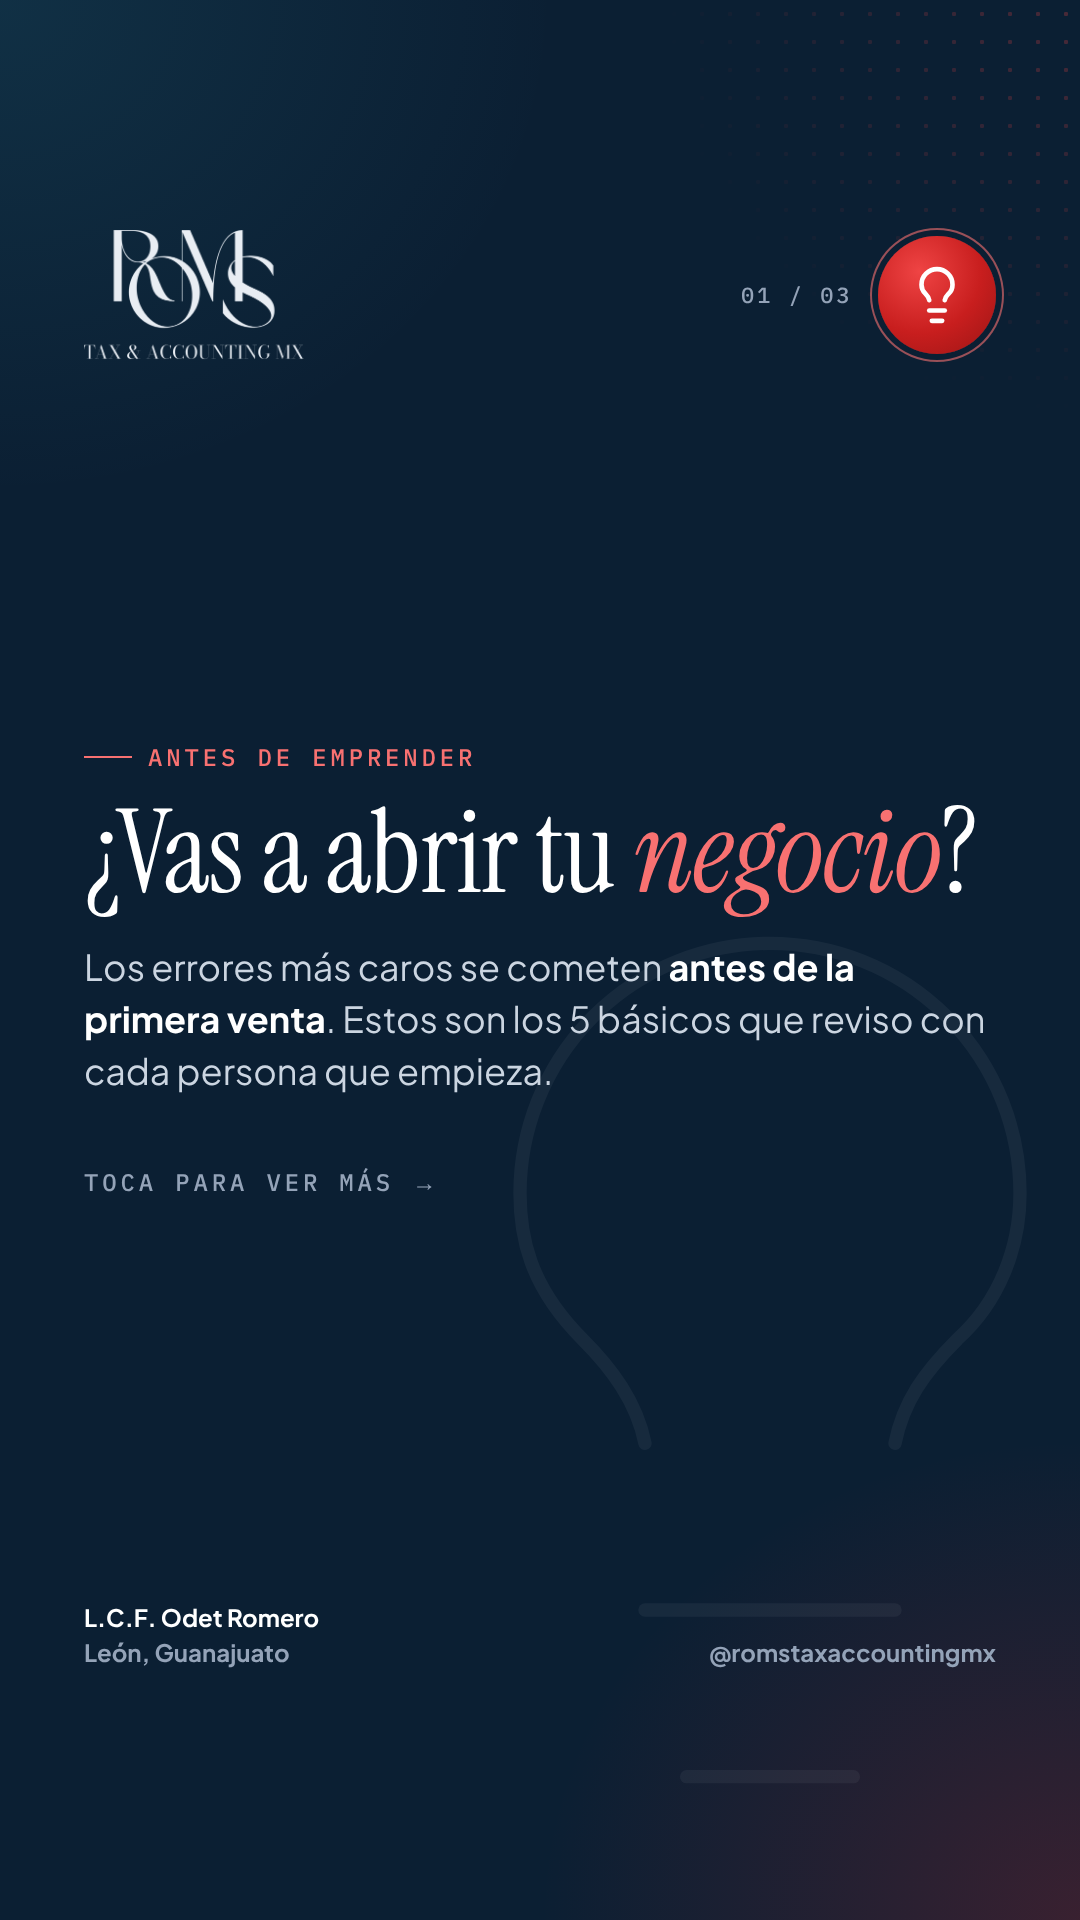 ROMS
TAX & ACCOUNTING MX
01 / 03
ANTES DE EMPRENDER
¿Vas a abrir tu negocio?
Los errores más caros se cometen antes de la
primera venta. Estos son los 5 básicos que reviso con
cada persona que empieza.
TOCA PARA VER MÁS →
L.C.F. Odet Romero
León, Guanajuato
@romstaxaccountingmx